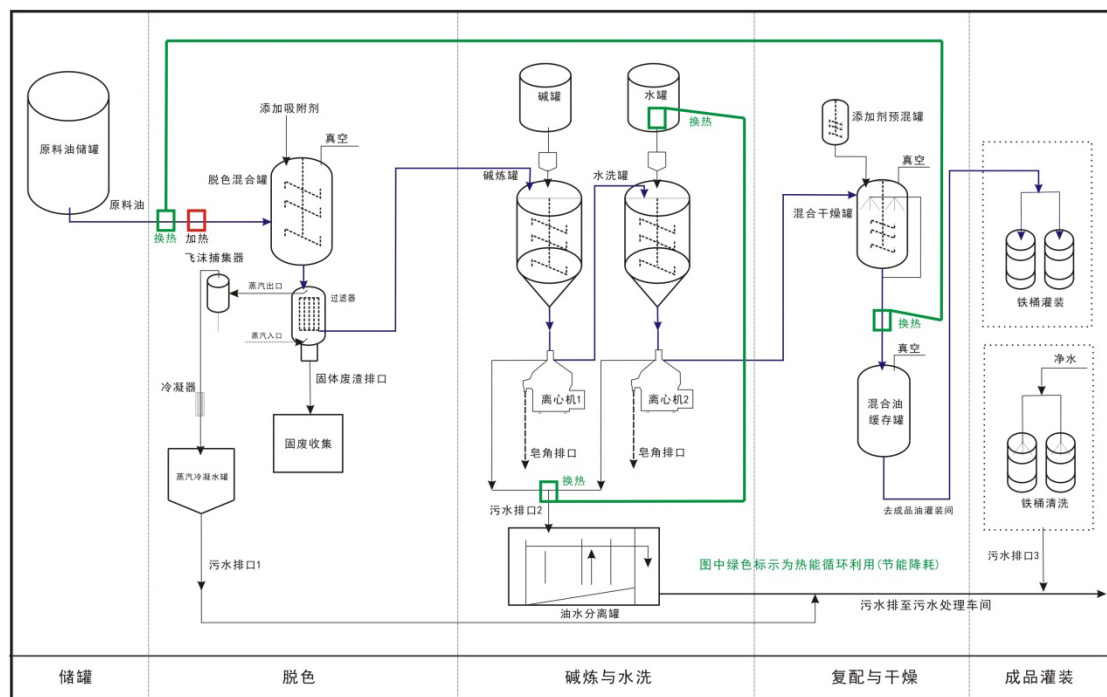 原料油储罐
原料油
换热
加热
添加吸附剂
真空
脱色混合罐
飞沫捕集器
蒸汽出口
过滤器
蒸汽入口
固体废渣排口
冷凝器
固废收集
蒸汽冷凝水罐
污水排口1
碱罐
水罐
换热
碱炼罐
水洗罐
离心机1
离心机2
皂角排口
皂角排口
换热
污水排口2
油水分离罐
添加剂预混罐
真空
混合干燥罐
换热
真空
混合油
缓存罐
去成品油灌装间
铁桶灌装
净水
铁桶清洗
污水排口3
图中绿色标示为热能循环利用(节能降耗)
污水排至污水处理车间
储罐
脱色
碱炼与水洗
复配与干燥
成品灌装